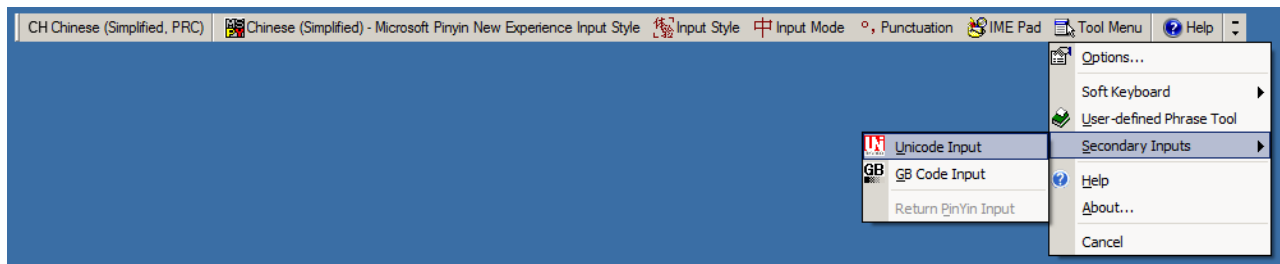 CH Chinese (Simplified, PRC) Chinese (Simplified) - Microsoft Pinyin New Experience Input Style Input Style 中 Input Mode °, Punctuation IME Pad Tool Menu Help
Options...
Soft Keyboard
User-defined Phrase Tool
Secondary Inputs
Help
About...
Cancel
UNi Unicode Input
GB GB Code Input
Return PinYin Input